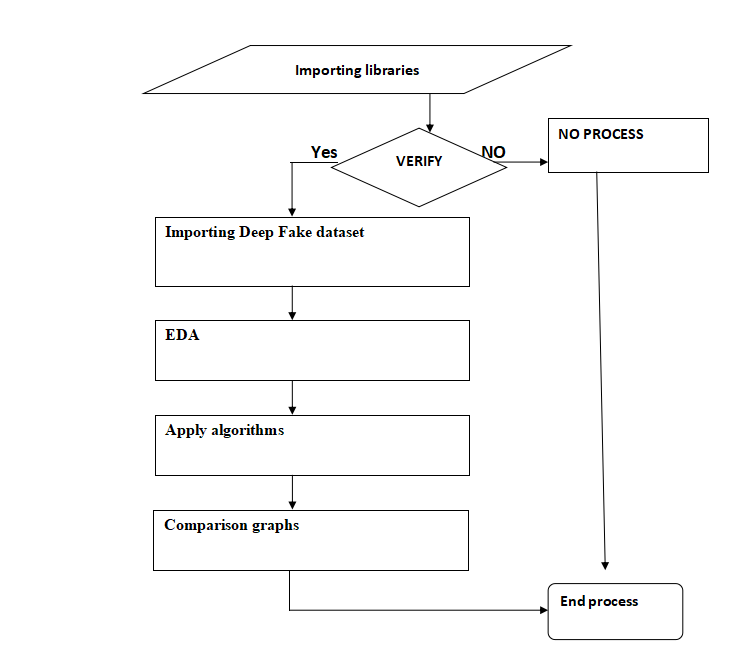 Importing libraries
Yes
VERIFY
NO
NO PROCESS
Importing Deep Fake dataset
EDA
Apply algorithms
Comparison graphs
End process